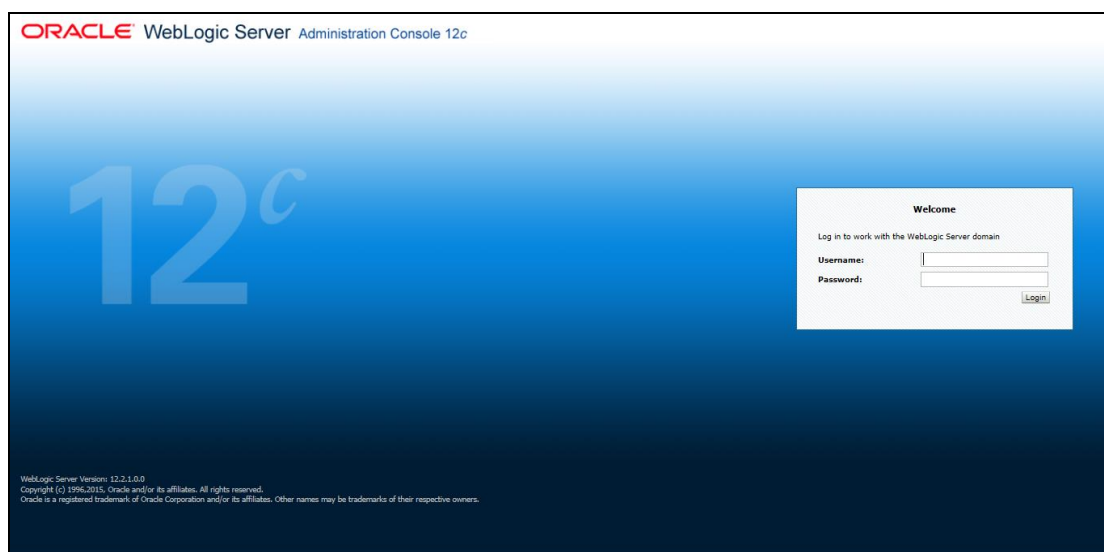 ORACLE WebLogic Server Administration Console 12c
12c
Welcome
Log in to work with the WebLogic Server domain
Username:
Password:
Login
WebLogic Server Version: 12.2.1.0.0
Copyright (c) 1996,2015, Oracle and/or its affiliates. All rights reserved.
Oracle is a registered trademark of Oracle Corporation and/or its affiliates. Other names may be trademarks of their respective owners.